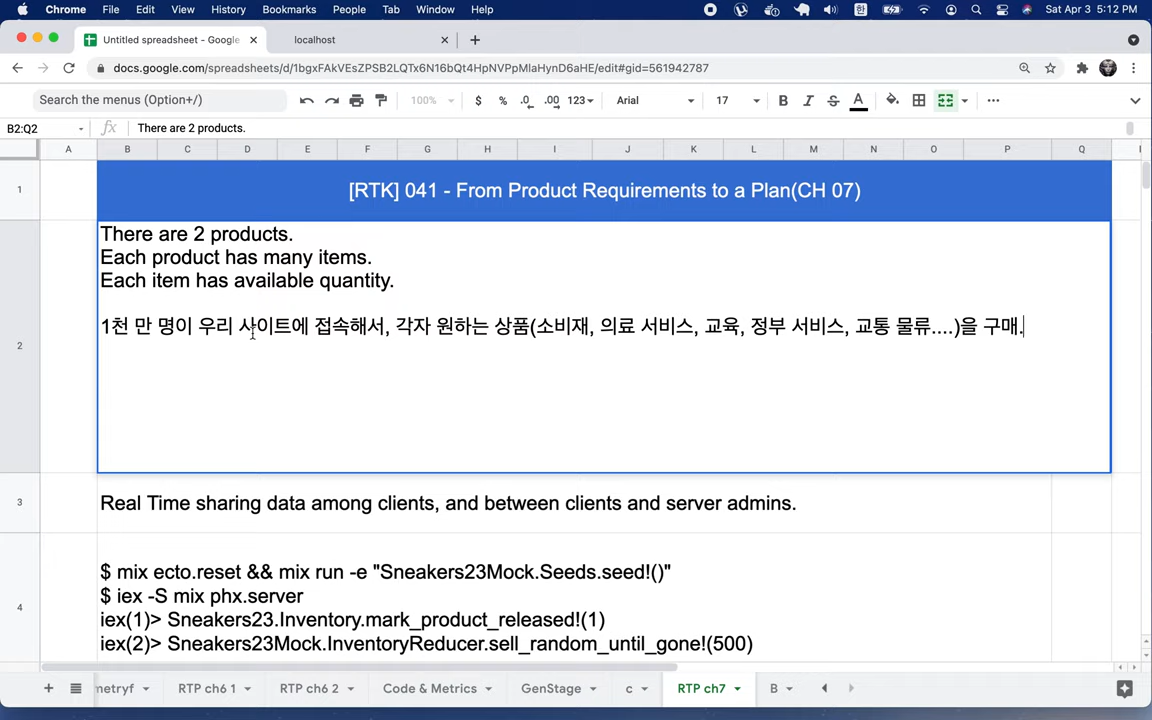 Chrome File Edit View History Bookmarks People Tab Window Help 한 Sat Apr 3 5:12 PM
Untitled spreadsheet - Google localhost
docs.google.com/spreadsheets/d/1bgxFAkVEsZPSB2LQTx6N16bQt4HpNVPpMlaHynD6aHE/edit#gid=561942787
Search the menus (Option+/) 100% $ % .0 .00 123 Arial 17 B I S A
B2:Q2 fx There are 2 products.
A B C D E F G H I J K L M N O P Q
1 [RTK] 041 - From Product Requirements to a Plan(CH 07)
There are 2 products.
Each product has many items.
Each item has available quantity.
1천 만 명이 우리 사이트에 접속해서, 각자 원하는 상품(소비재, 의료 서비스, 교육, 정부 서비스, 교통 물류....)을 구매.
2
3 Real Time sharing data among clients, and between clients and server admins.
$ mix ecto.reset && mix run -e "Sneakers23Mock.Seeds.seed!()"
$ iex -S mix phx.server
4
iex(1)> Sneakers23.Inventory.mark_product_released!(1)
iex(2)> Sneakers23Mock.InventoryReducer.sell_random_until_gone!(500)
metryf RTP ch6 1 RTP ch6 2 Code & Metrics GenStage c RTP ch7 B